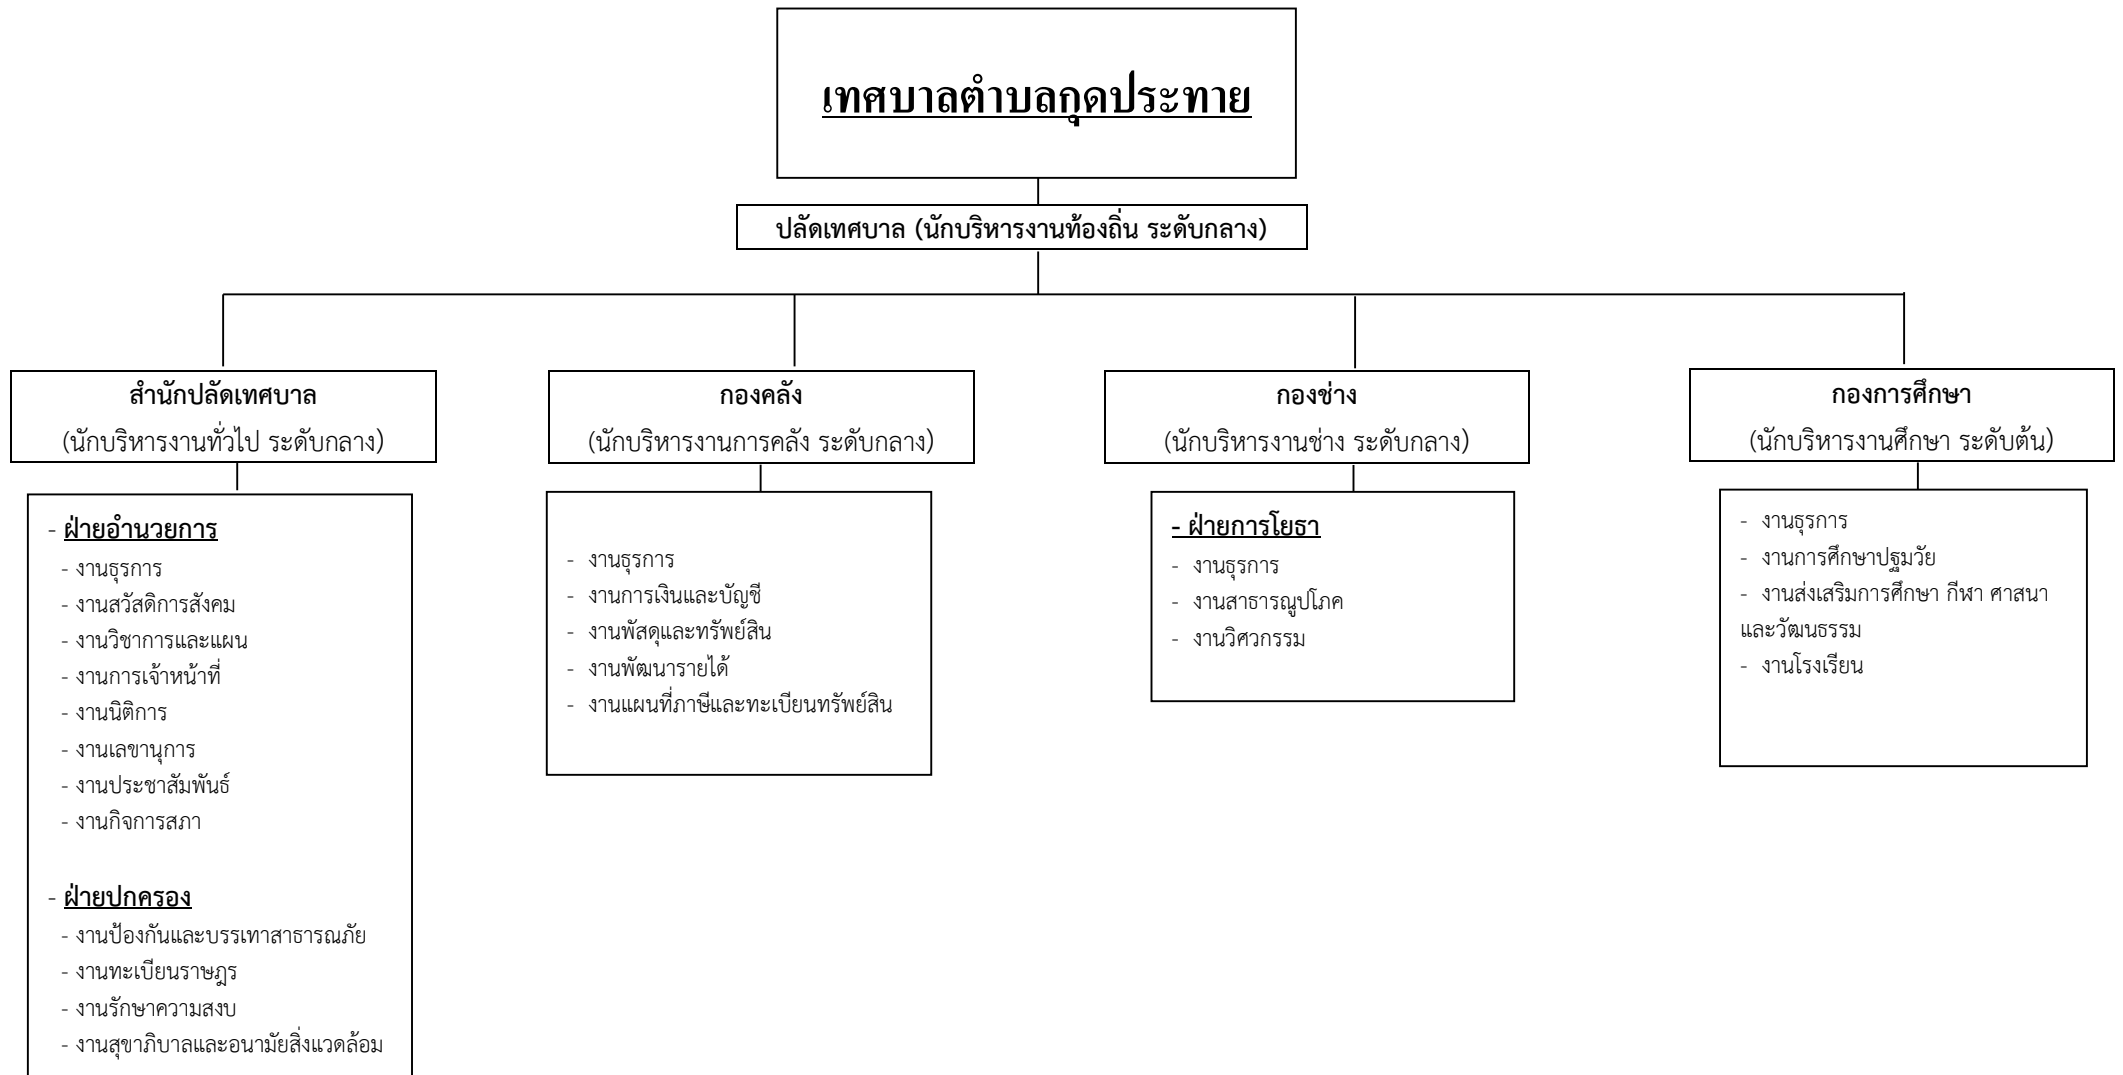 เทศบาลตำบลกุดประทาย
ปลัดเทศบาล (นักบริหารงานท้องถิ่น ระดับกลาง)
สำนักปลัดเทศบาล
(นักบริหารงานทั่วไป ระดับกลาง)
- ฝ่ายอำนวยการ
- งานธุรการ
- งานสวัสดิการสังคม
- งานวิชาการและแผน
- งานการเจ้าหน้าที่
- งานนิติการ
- งานเลขานุการ
- งานประชาสัมพันธ์
- งานกิจการสภา
- ฝ่ายปกครอง
- งานป้องกันและบรรเทาสาธารณภัย
- งานทะเบียนราษฎร
- งานรักษาความสงบ
- งานสุขาภิบาลและอนามัยสิ่งแวดล้อม
กองคลัง
(นักบริหารงานการคลัง ระดับกลาง)
- งานธุรการ
- งานการเงินและบัญชี
- งานพัสดุและทรัพย์สิน
- งานพัฒนารายได้
- งานแผนที่ภาษีและทะเบียนทรัพย์สิน
กองช่าง
(นักบริหารงานช่าง ระดับกลาง)
- ฝ่ายการโยธา
- งานธุรการ
- งานสาธารณูปโภค
- งานวิศวกรรม
กองการศึกษา
(นักบริหารงานศึกษา ระดับต้น)
- งานธุรการ
- งานการศึกษาปฐมวัย
- งานส่งเสริมการศึกษา กีฬา ศาสนา
และวัฒนธรรม
- งานโรงเรียน